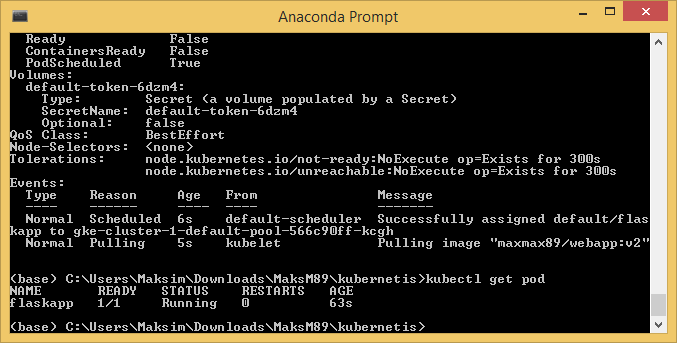 Anaconda Prompt
Ready False
ContainersReady False
PodScheduled True
Volumes:
default-token-6dzm4:
Type: Secret (a volume populated by a Secret)
SecretName: default-token-6dzm4
Optional: false
QoS Class: BestEffort
Node-Selectors: <none>
Tolerations: node.kubernetes.io/not-ready:NoExecute op=Exists for 300s
node.kubernetes.io/unreachable:NoExecute op=Exists for 300s
Events:
Type Reason Age From Message
---- ------ ---- ---- -------
Normal Scheduled 6s default-scheduler Successfully assigned default/flas
kapp to gke-cluster-1-default-pool-566c90ff-kcgh
Normal Pulling 5s kubelet Pulling image "maxmax89/webapp:v2"
(base) C:\Users\Maksim\Downloads\MaksM89\kubernetis>kubectl get pod
NAME READY STATUS RESTARTS AGE
flaskapp 1/1 Running 0 63s
(base) C:\Users\Maksim\Downloads\MaksM89\kubernetis>